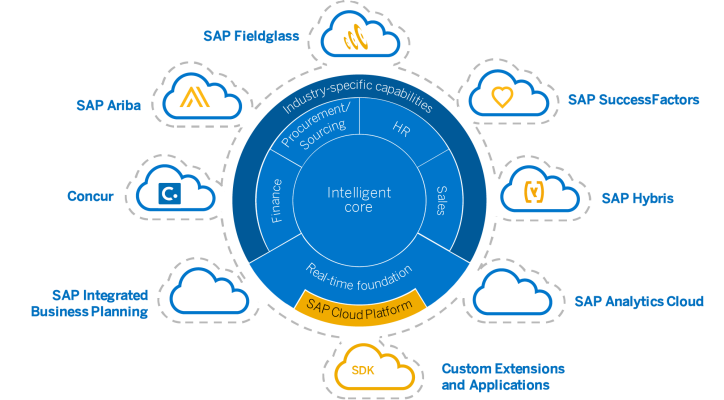 SAP Fieldglass
SAP Ariba
SAP SuccessFactors
Industry-specific capabilities
Procurement/
Sourcing
HR
Concur
C.
Finance
Intelligent
core
Sales
SAP Hybris
Real-time foundation
SAP Cloud Platform
SAP Integrated
Business Planning
SAP Analytics Cloud
SDK
Custom Extensions
and Applications